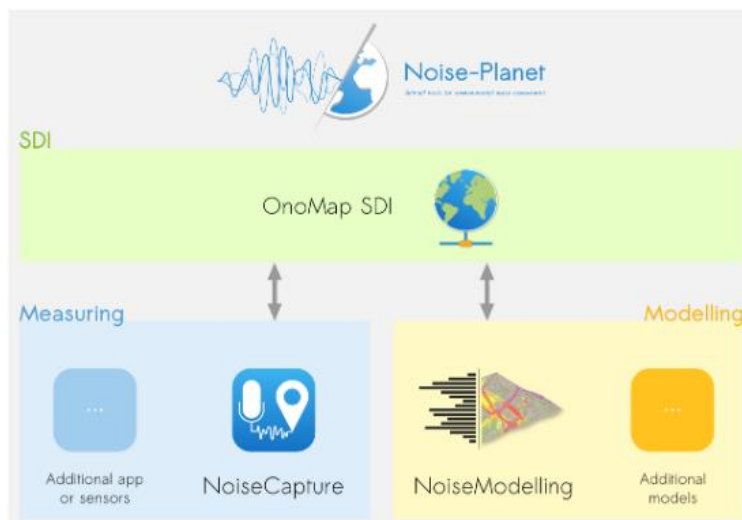 Noise-Planet
SDI
OnoMap SDI
Measuring
Modelling
...
...
Additional app
or sensors
NoiseCapture
NoiseModelling
Additional
models